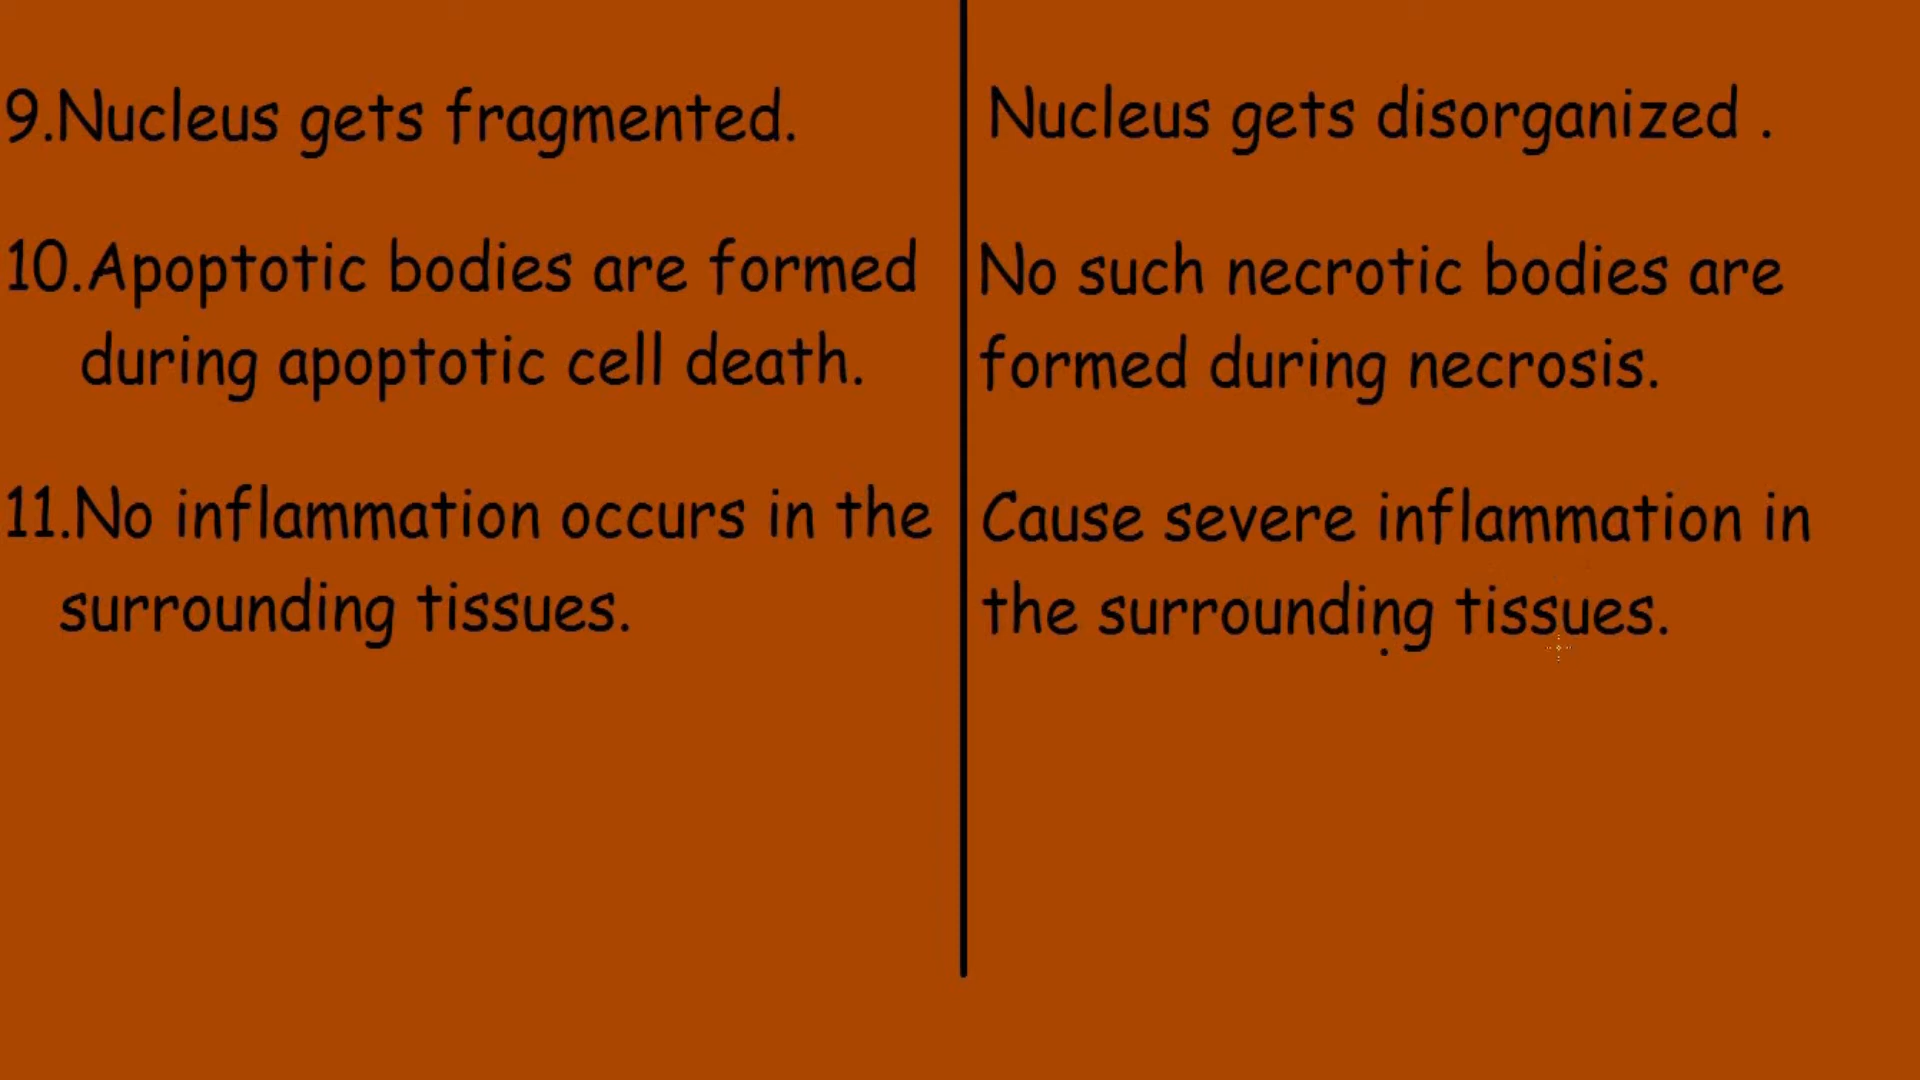 9.Nucleus gets fragmented.
Nucleus gets disorganized .
10.Apoptotic bodies are formed
during apoptotic cell death.
No such necrotic bodies are
formed during necrosis.
11.No inflammation occurs in the
surrounding tissues.
Cause severe inflammation in
the surrounding tissues.